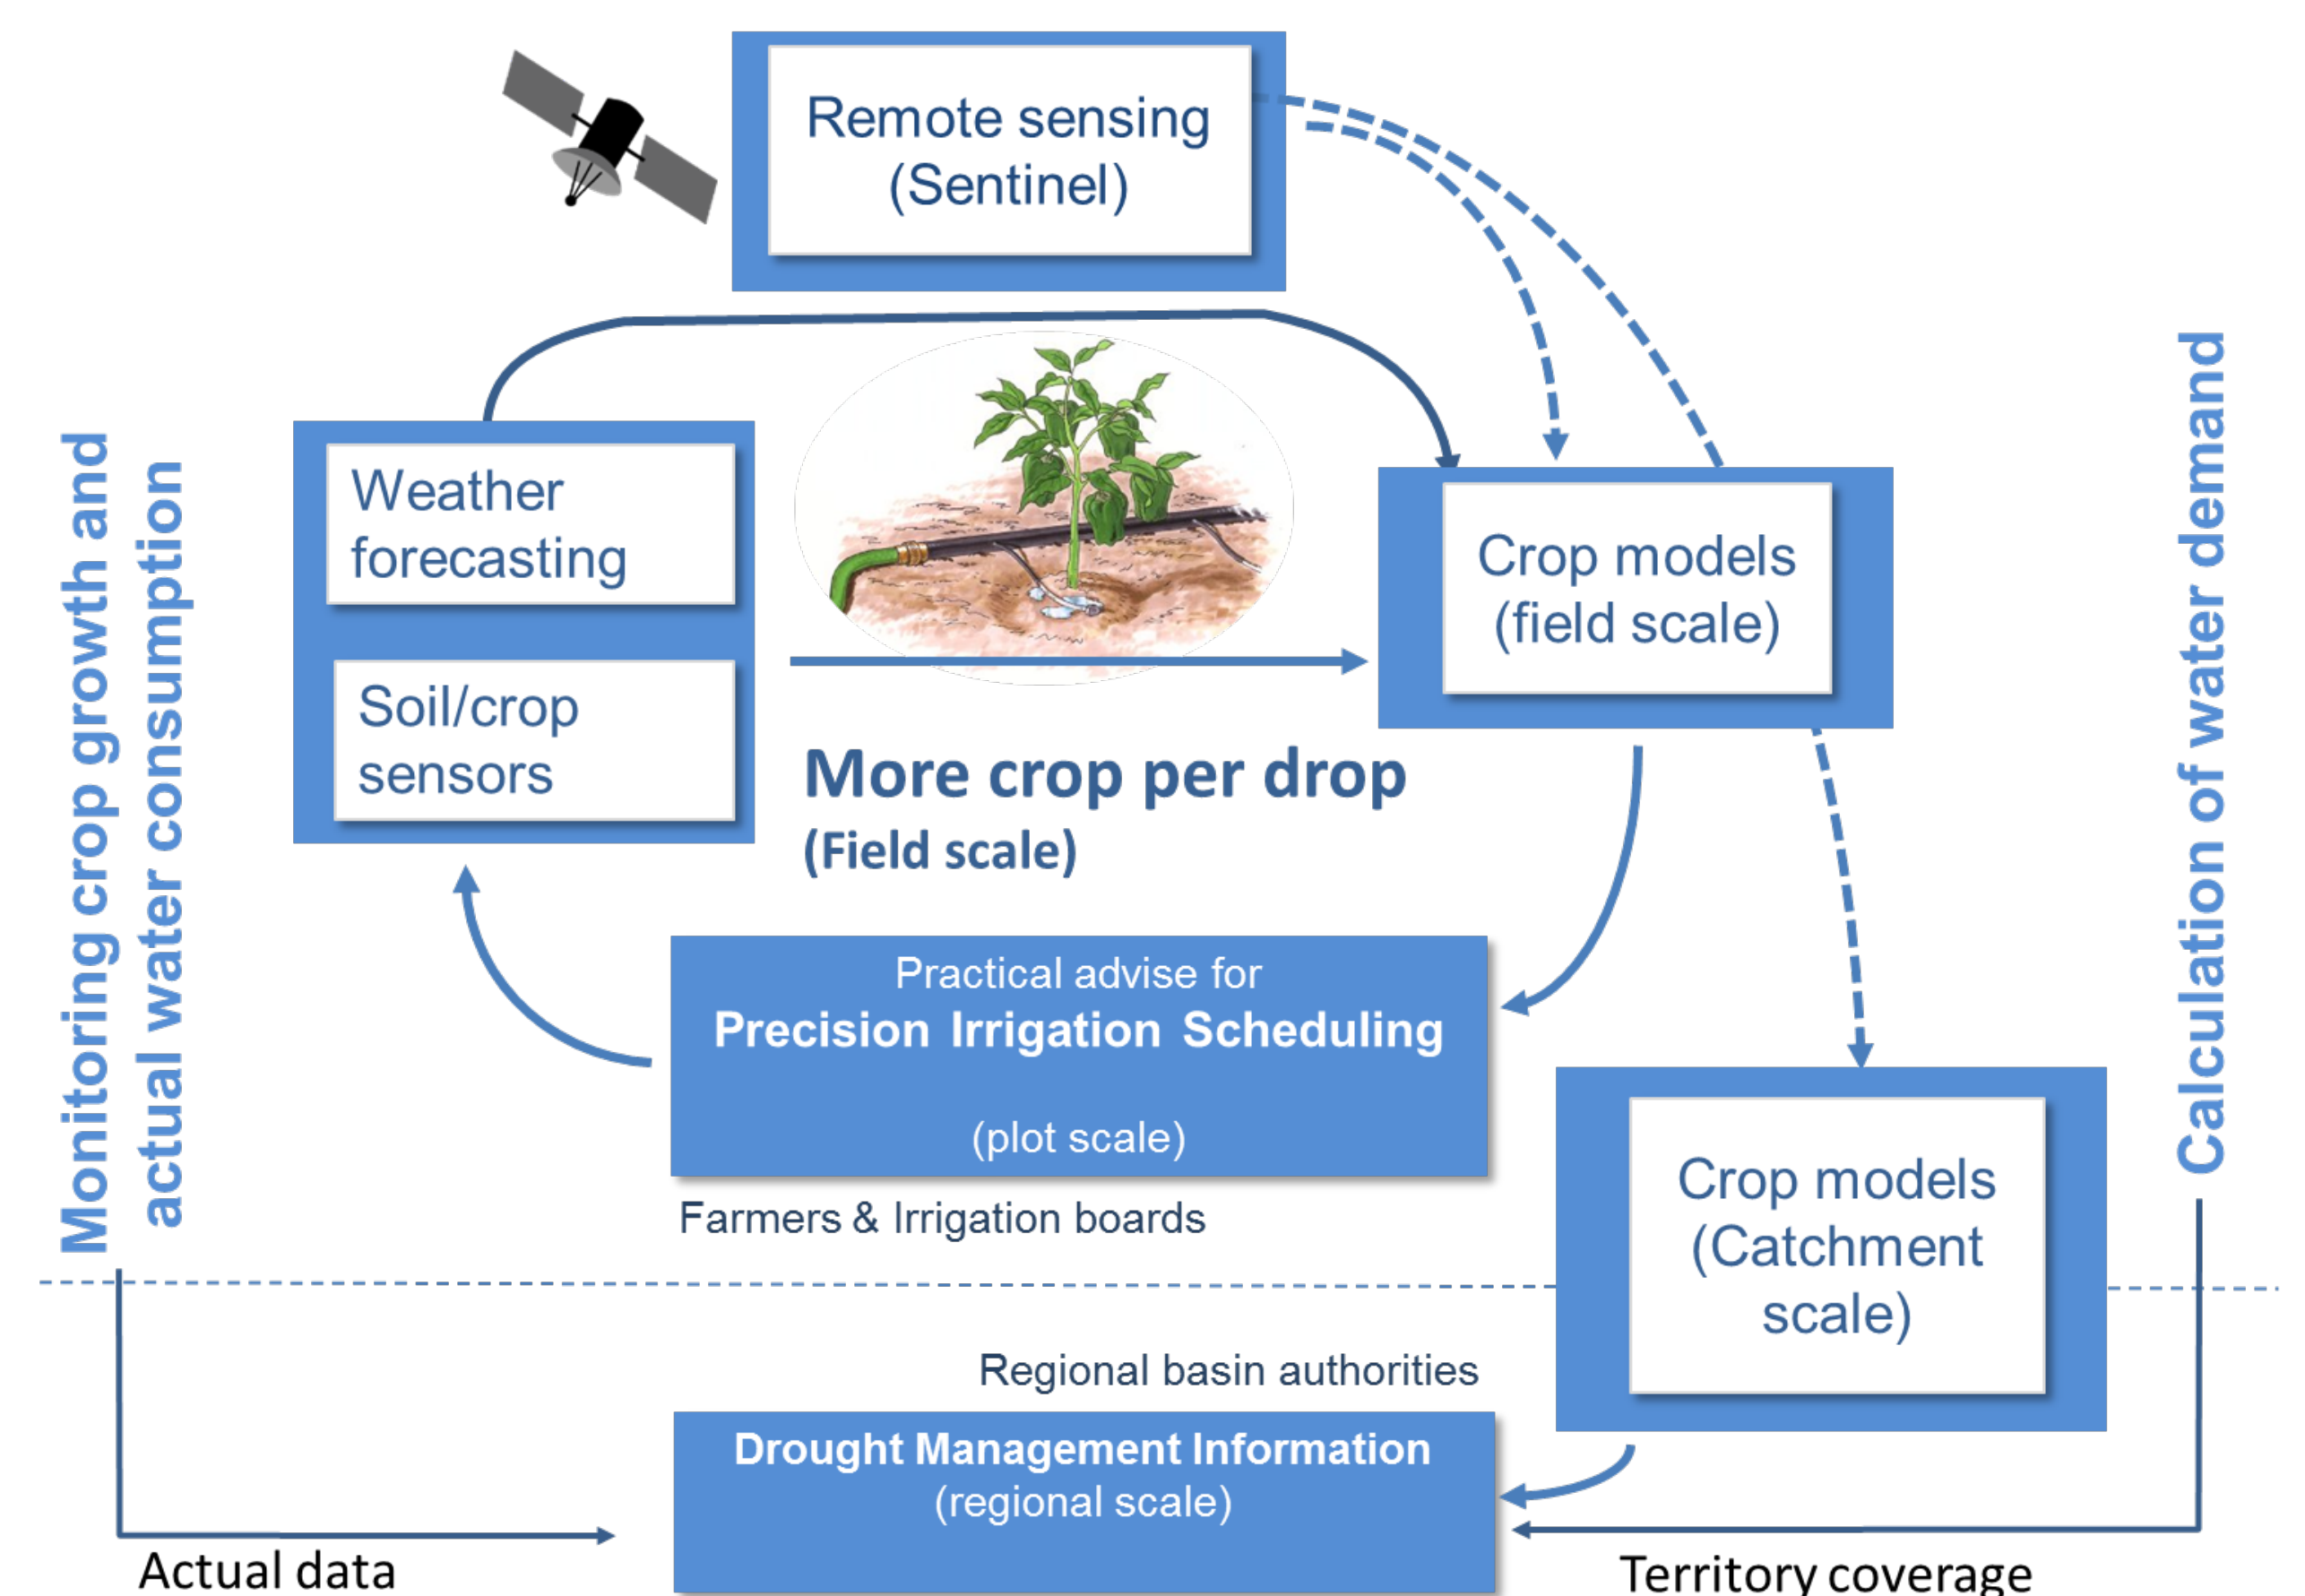 Remote sensing
(Sentinel)
Monitoring crop growth and
actual water consumption
Weather
forecasting
Soil/crop
sensors
Crop models
(field scale)
Calculation of water demand
More crop per drop
(Field scale)
Practical advise for
Precision Irrigation Scheduling
(plot scale)
Farmers & Irrigation boards
Crop models
(Catchment
scale)
Regional basin authorities
Drought Management Information
(regional scale)
Actual data
Territory coverage